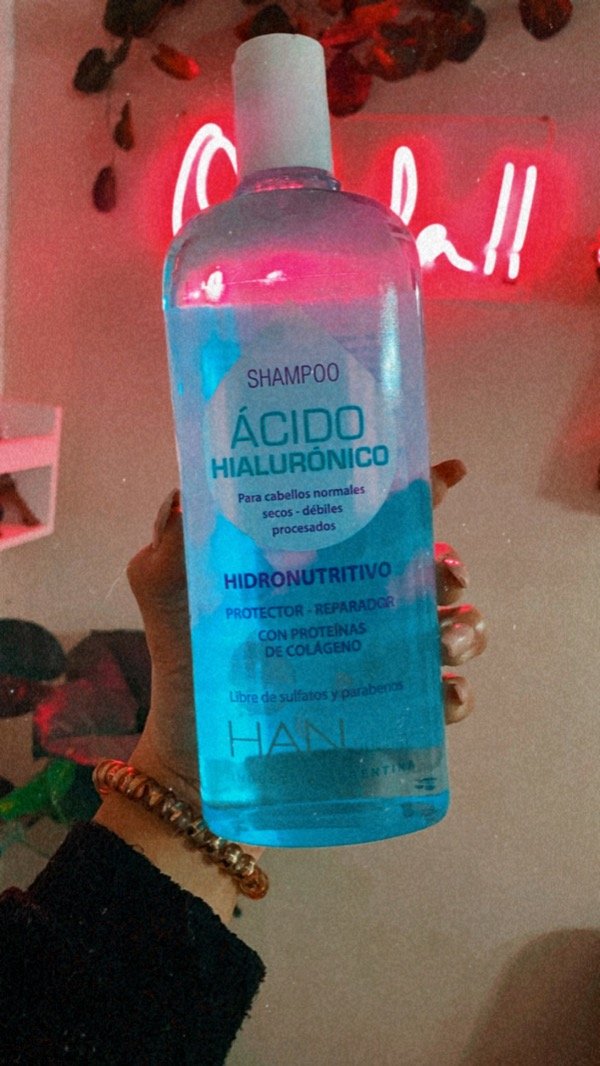 SHAMPOO
ÁCIDO
HIALURÓNICO
Para cabellos normales
secos - débiles
procesados
HIDRONUTRITIVO
PROTECTOR - REPARADOR
CON PROTEÍNAS
DE COLÁGENO
Libre de sulfatos y parabenos
HAN